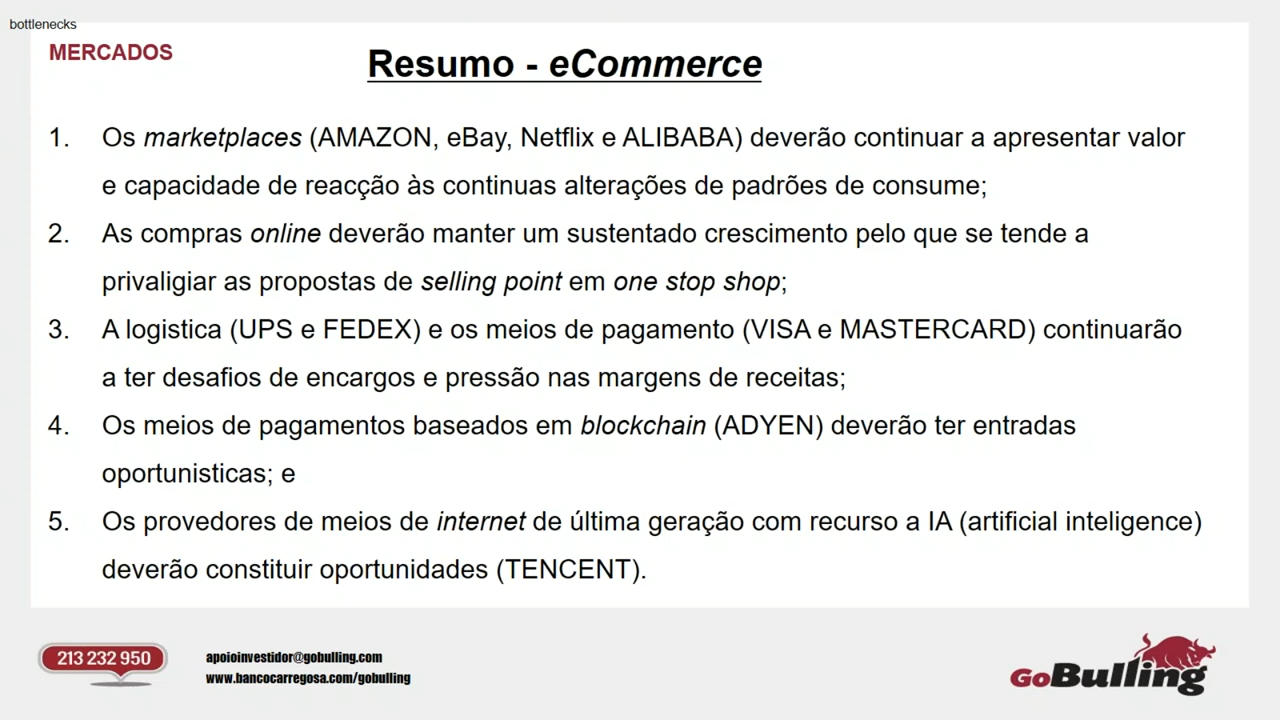 bottlenecks
MERCADOS
Resumo - eCommerce
1. Os marketplaces (AMAZON, eBay, Netflix e ALIBABA) deverão continuar a apresentar valor
e capacidade de reacção às continuas alterações de padrões de consume;
2. As compras online deverão manter um sustentado crescimento pelo que se tende a
privaligiar as propostas de selling point em one stop shop;
3. A logistica (UPS e FEDEX) e os meios de pagamento (VISA e MASTERCARD) continuarão
a ter desafios de encargos e pressão nas margens de receitas;
4. Os meios de pagamentos baseados em blockchain (ADYEN) deverão ter entradas
oportunisticas; e
5. Os provedores de meios de internet de última geração com recurso a IA (artificial inteligence)
deverão constituir oportunidades (TENCENT).
213 232 950
apoioinvestidor@gobulling.com
www.bancocarregosa.com/gobulling
GoBulling